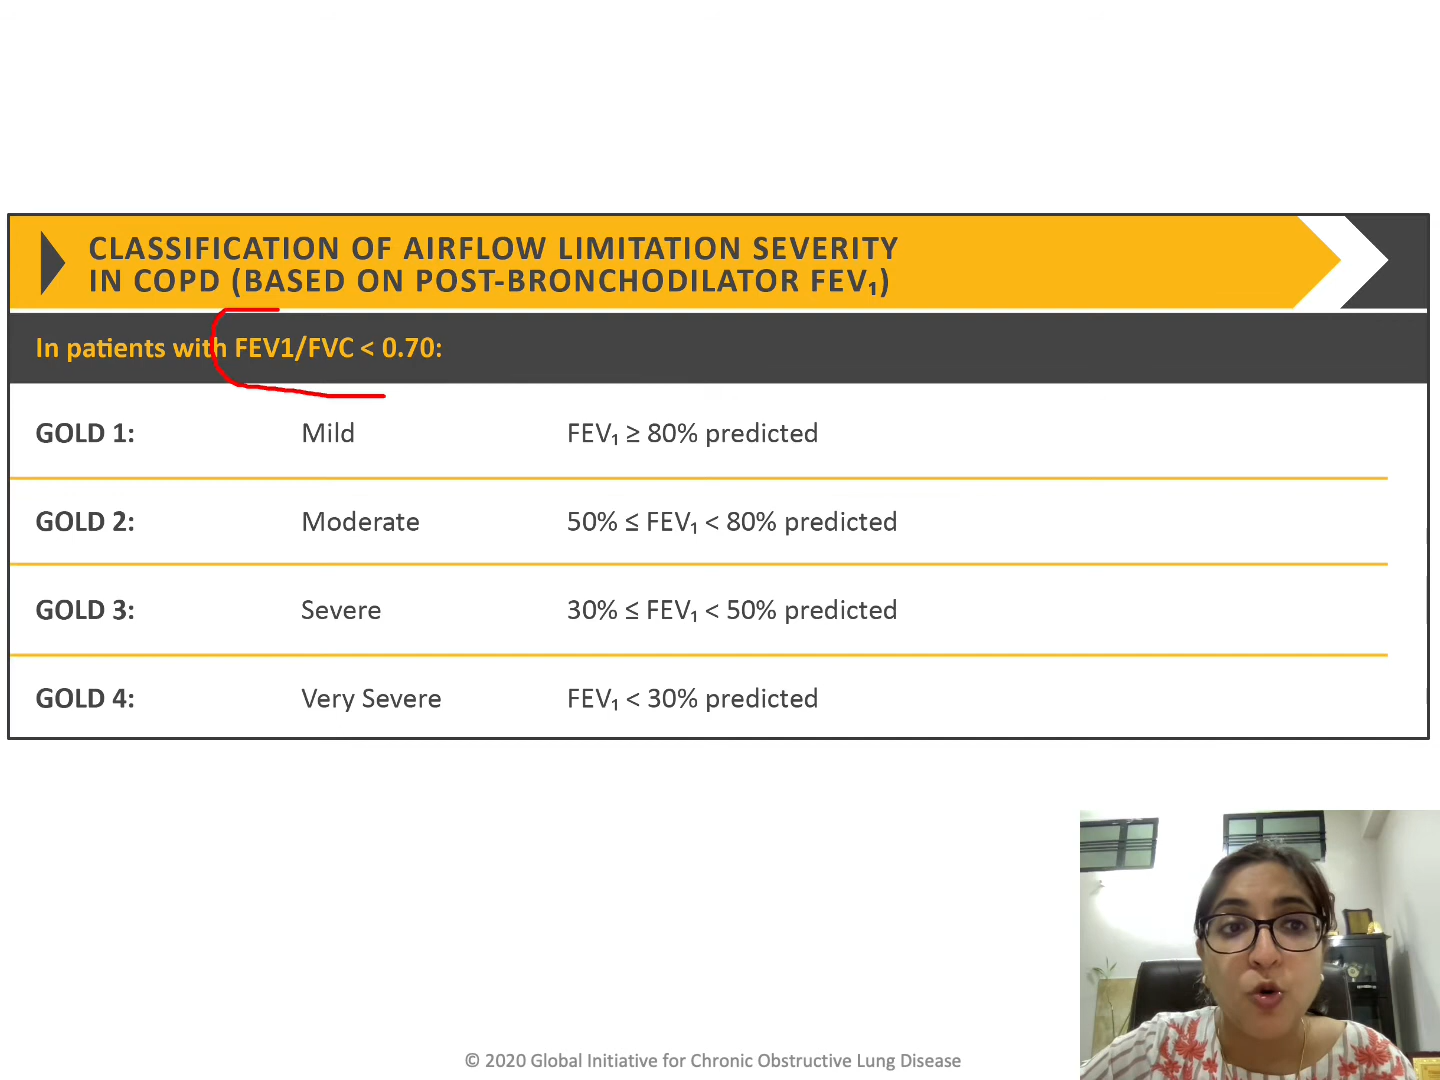 CLASSIFICATION OF AIRFLOW LIMITATION SEVERITY
IN COPD (BASED ON POST-BRONCHODILATOR FEV₁)
In patients with FEV1/FVC < 0.70:
GOLD 1: Mild FEV₁ ≥ 80% predicted
GOLD 2: Moderate 50% ≤ FEV₁ < 80% predicted
GOLD 3: Severe 30% ≤ FEV₁ < 50% predicted
GOLD 4: Very Severe FEV₁ < 30% predicted
© 2020 Global Initiative for Chronic Obstructive Lung Disease